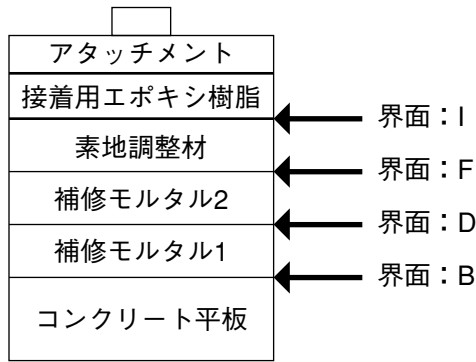 アタッチメント
接着用エポキシ樹脂
界面：I
素地調整材
界面：F
補修モルタル2
界面：D
補修モルタル1
界面：B
コンクリート平板